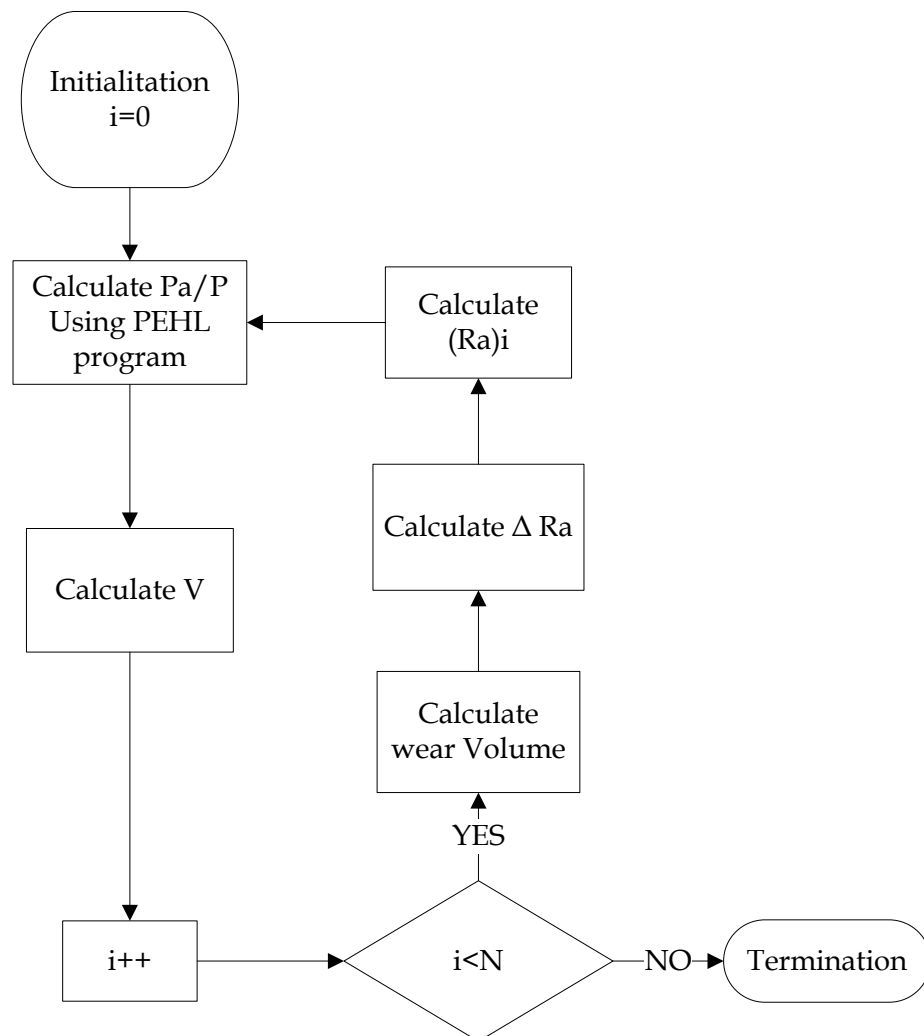 Initialitation
i=0
Calculate Pa/P
Using PEHL
program
Calculate V
i++
i<N
YES
Calculate
wear Volume
Calculate Δ Ra
Calculate
(Ra)i
NO
Termination